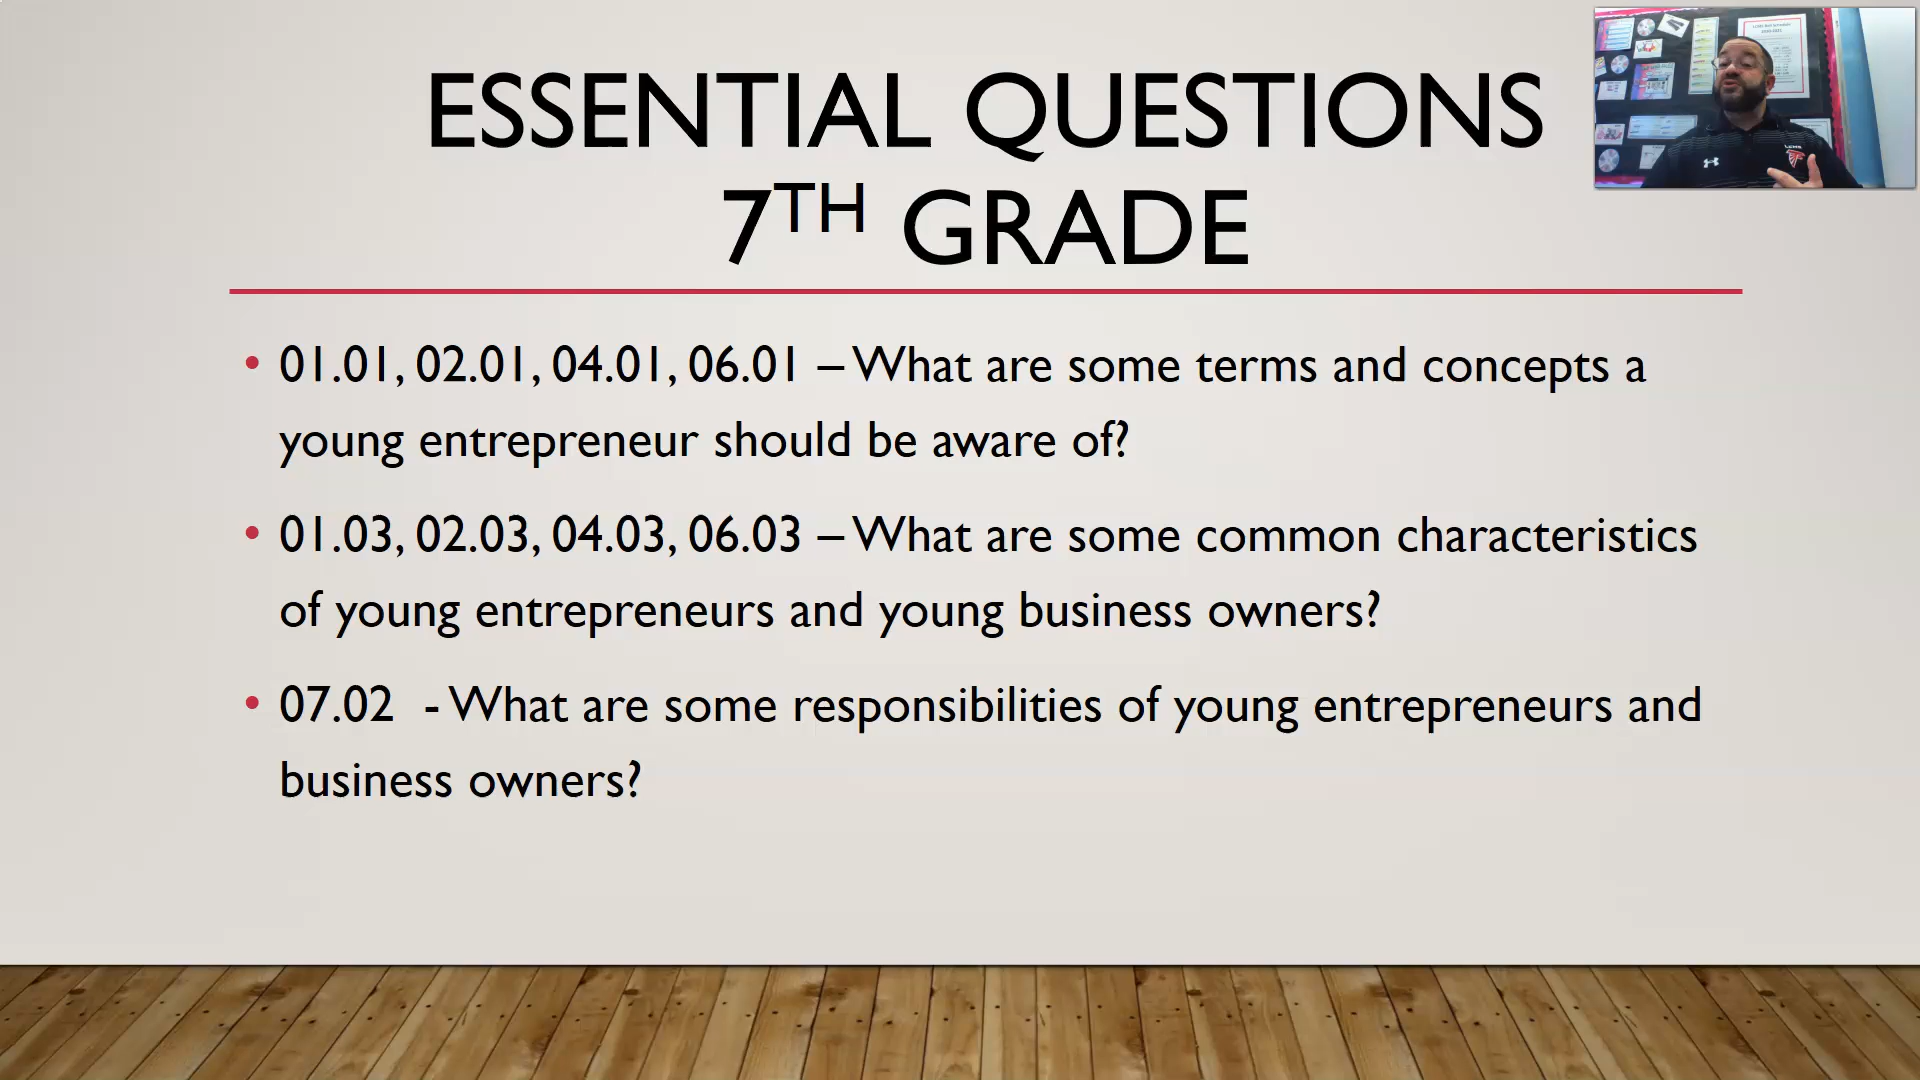 ESSENTIAL QUESTIONS
7TH GRADE
• 01.01, 02.01, 04.01, 06.01 – What are some terms and concepts a
young entrepreneur should be aware of?
• 01.03, 02.03, 04.03, 06.03 – What are some common characteristics
of young entrepreneurs and young business owners?
• 07.02 - What are some responsibilities of young entrepreneurs and
business owners?